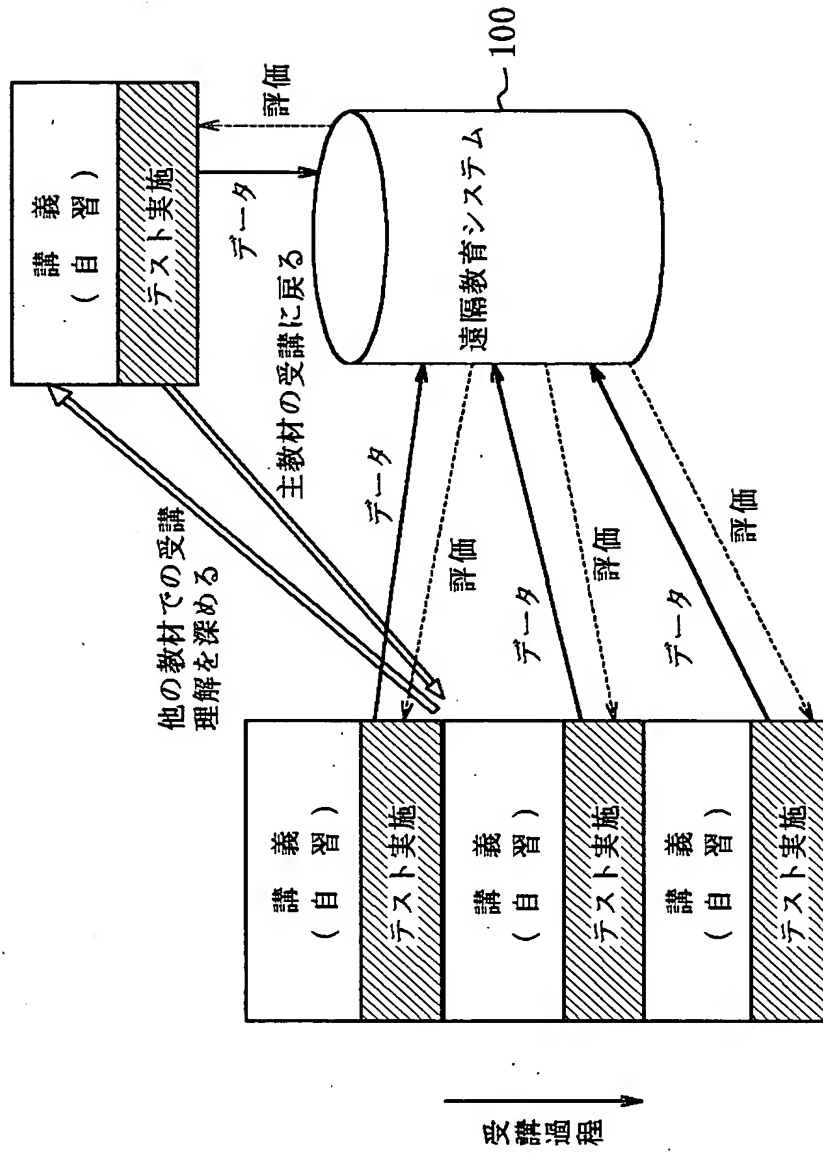 講義
(自習)
テスト実施
評価
データ
他の教材での受講
理解を深める
主教材の受講に戻る
遠隔教育システム
100
講義
(自習)
テスト実施
講義
(自習)
テスト実施
講義
(自習)
テスト実施
データ
評価
データ
評価
データ
評価
受講過程